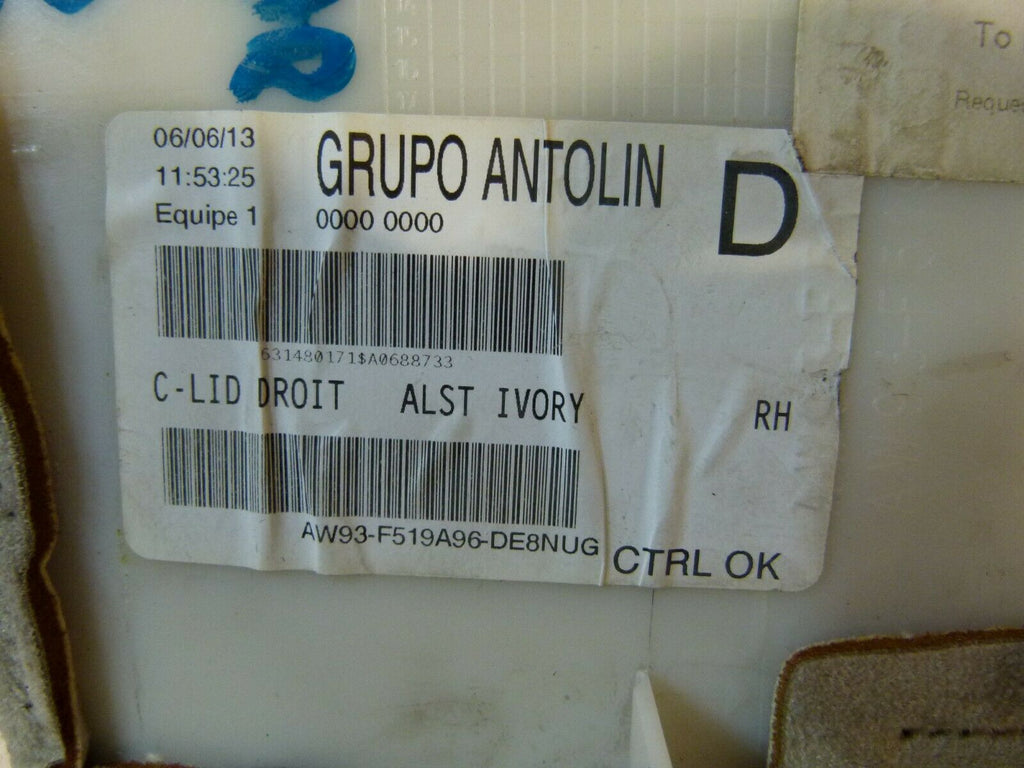 06/06/13
11:53:25
Equipe 1
GRUPO ANTOLIN
0000 0000
D
631480171$A0688733
C-LID DROIT ALST IVORY RH
AW93-F519A96-DE8NUG
CTRL OK
To